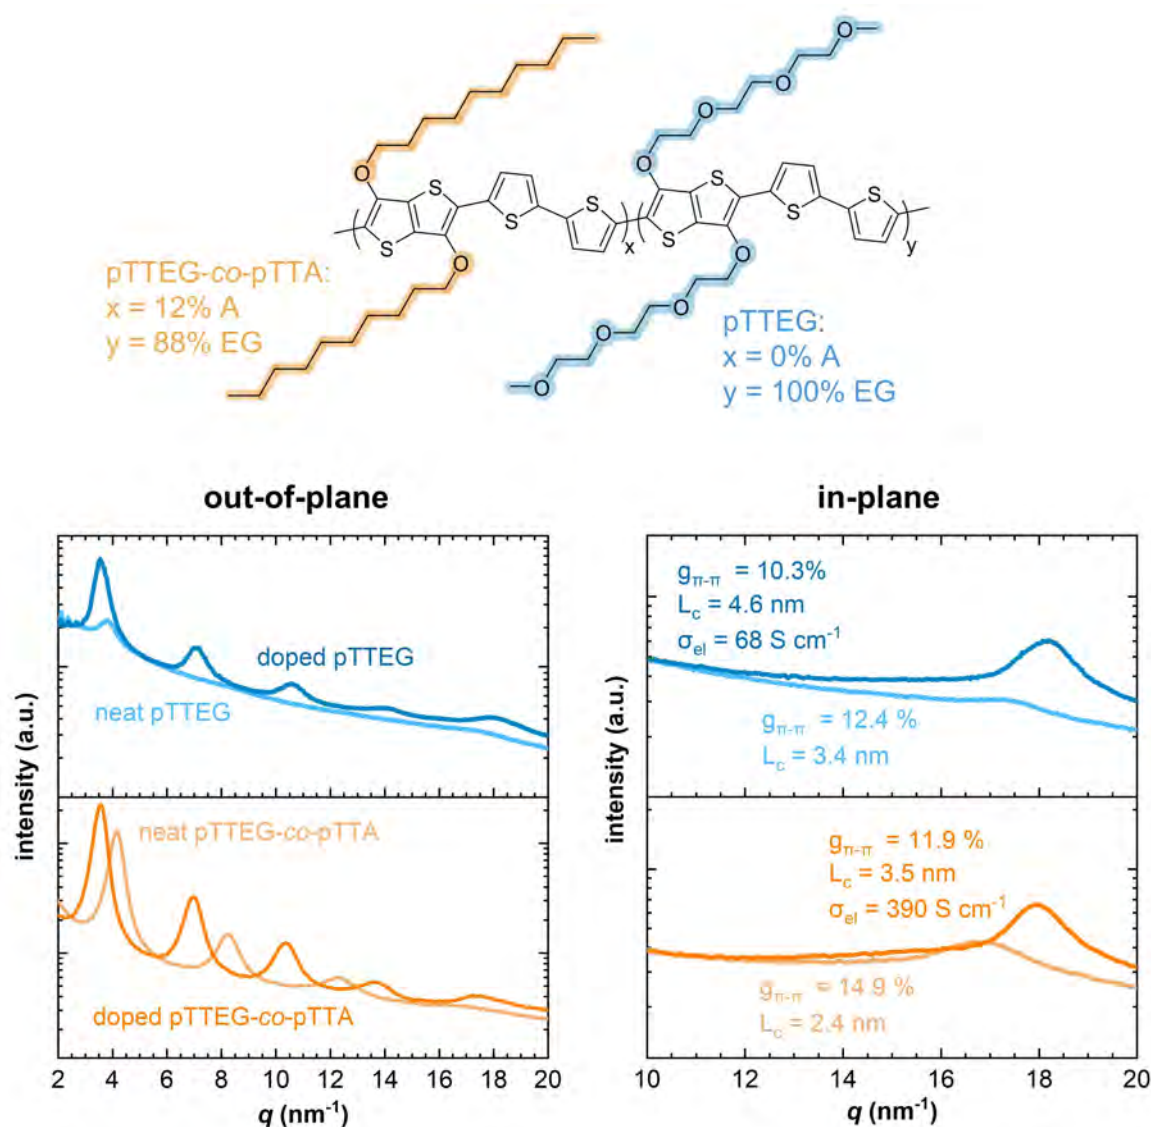 O
O
O
O
O
S
S
S
S
S
S
S
S
x
y
O
O
O
O
O
pTTEG-co-pTTA:
x = 12% A
y = 88% EG
pTTEG:
x = 0% A
y = 100% EG
out-of-plane
in-plane
intensity (a.u.)
doped pTTEG
neat pTTEG
neat pTTEG-co-pTTA
doped pTTEG-co-pTTA
2 4 6 8 10 12 14 16 18 20
q (nm⁻¹)
intensity (a.u.)
intensity (a.u.)
gπ-π = 10.3%
Lc = 4.6 nm
σel = 68 S cm⁻¹
gπ-π = 12.4 %
Lc = 3.4 nm
intensity (a.u.)
gπ-π = 11.9 %
Lc = 3.5 nm
σel = 390 S cm⁻¹
gπ-π = 14.9 %
Lc = 2.4 nm
10 12 14 16 18 20
q (nm⁻¹)